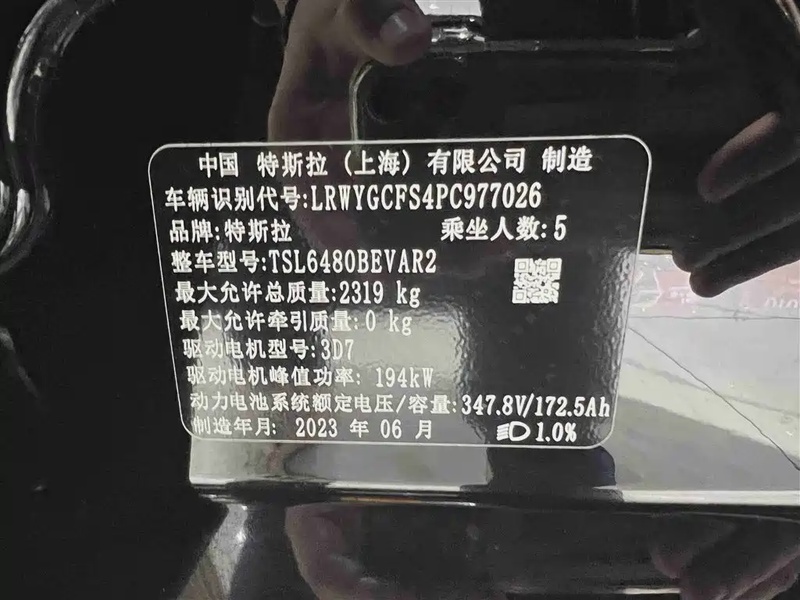 中国 特斯拉（上海）有限公司 制造
车辆识别代号:LRWYGCFS4PC977026
品牌:特斯拉 乘坐人数:5
整车型号:TSL6480BEVAR2
最大允许总质量:2319 kg
最大允许牵引质量:0 kg
驱动电机型号:3D7
驱动电机峰值功率: 194kW
动力电池系统额定电压/容量:347.8V/172.5Ah
制造年月: 2023 年 06 月 1.0%